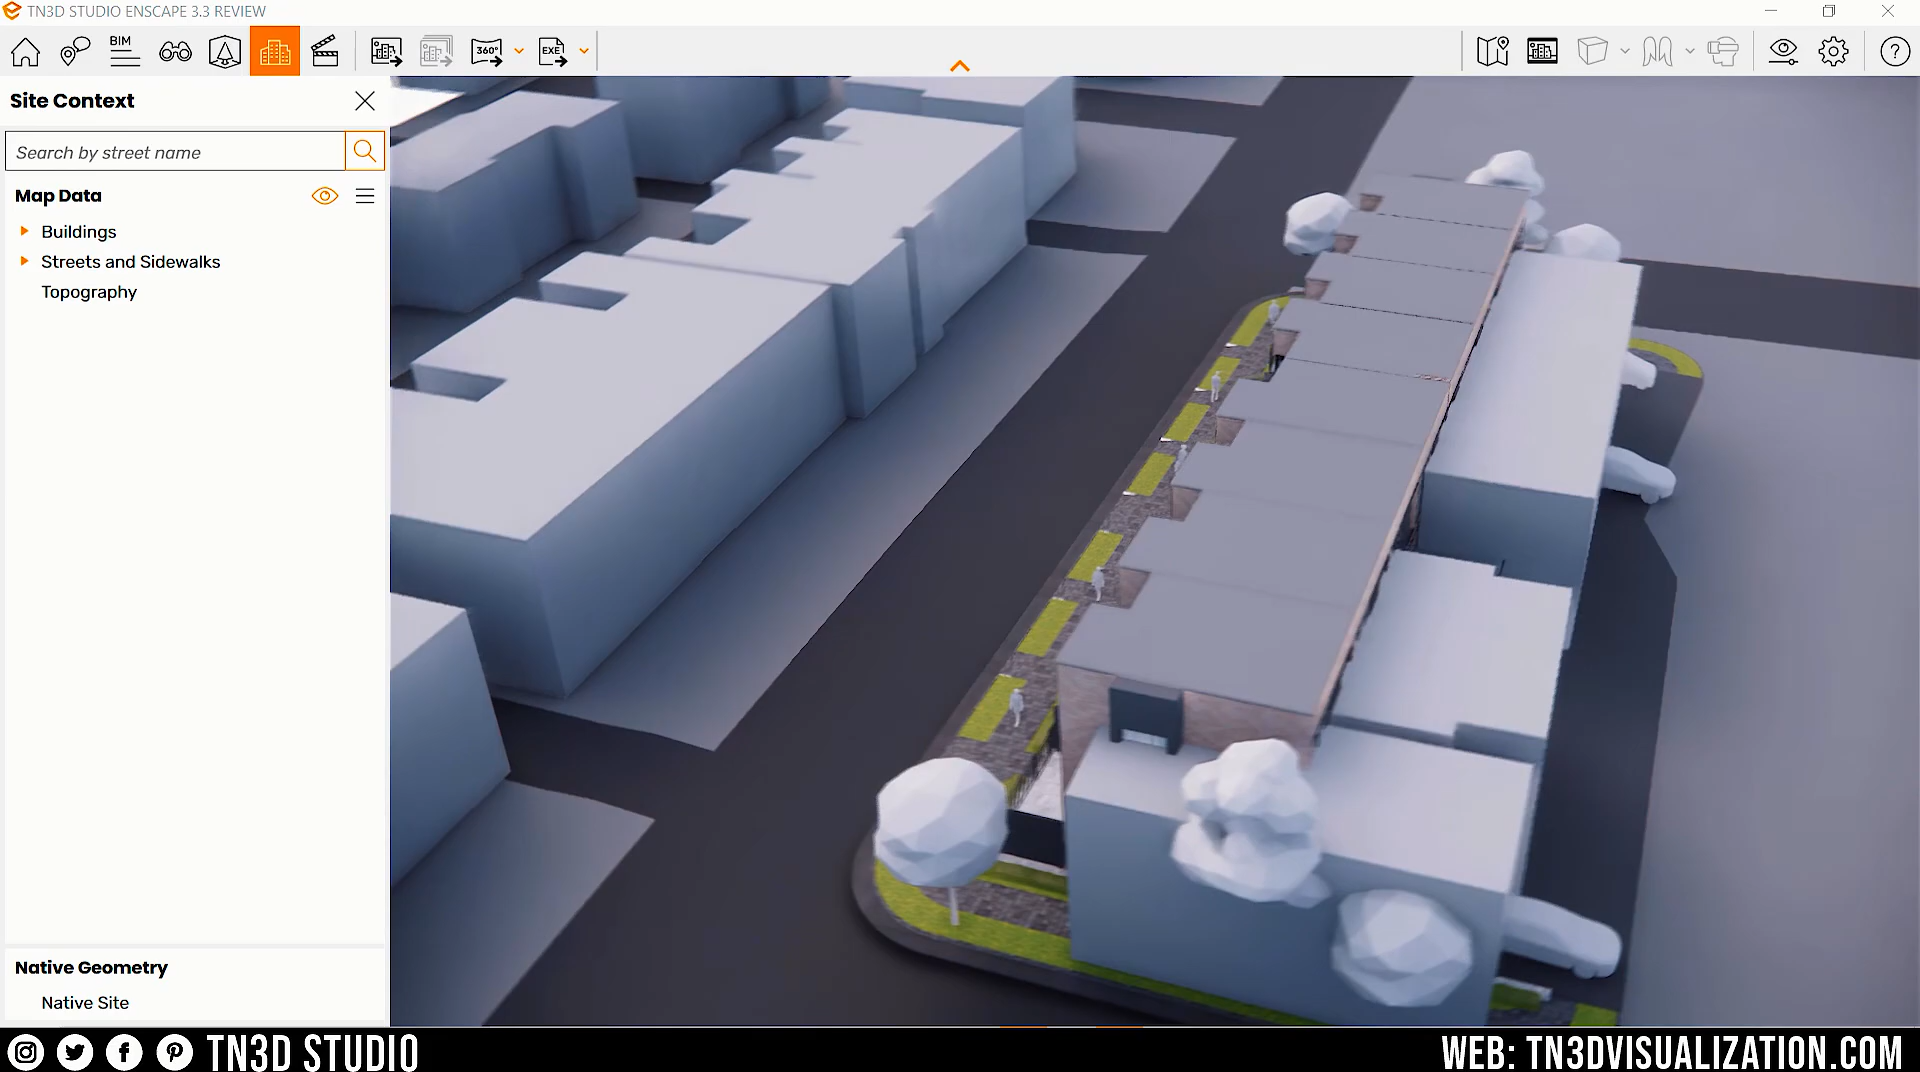 TN3D STUDIO ENSCAPE 3.3 REVIEW
BIM
360°
EXE
?
Site Context
Search by street name
Map Data
Buildings
Streets and Sidewalks
Topography
Native Geometry
Native Site
TN3D STUDIO
WEB: TN3DVISUALIZATION.COM